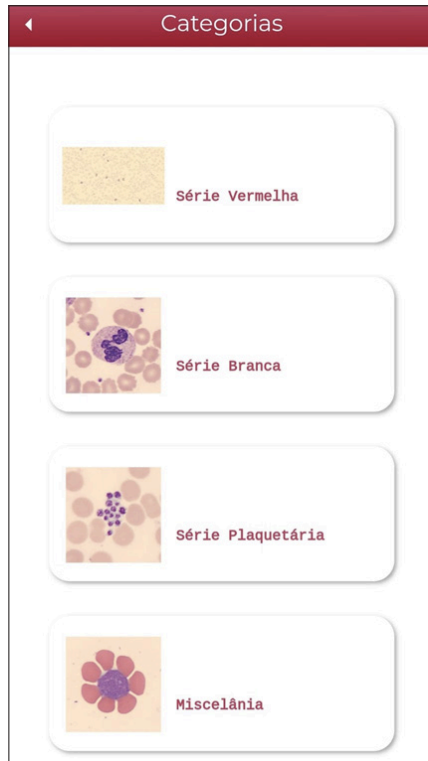 Categorias
Série Vermelha
Série Branca
Série Plaquetária
Miscelânia